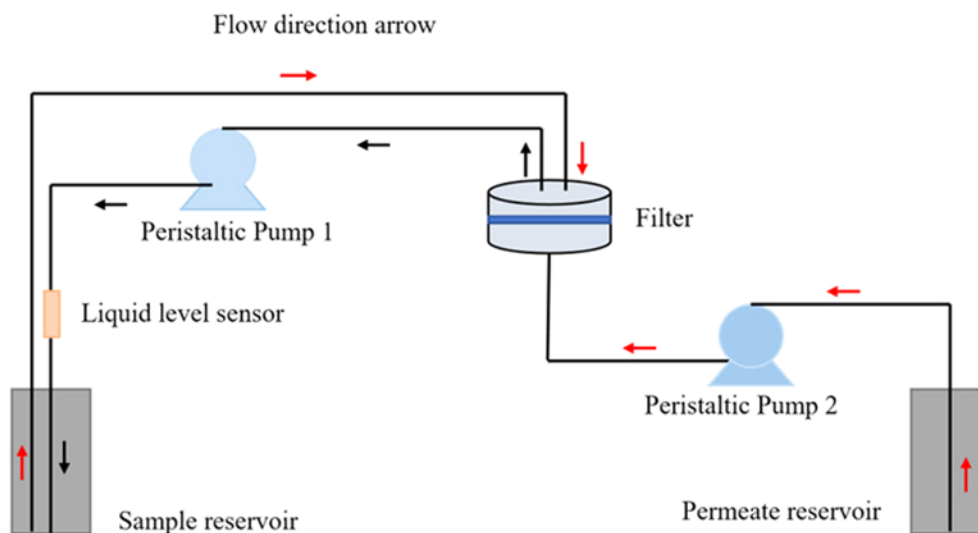 Flow direction arrow
Peristaltic Pump 1
Filter
Liquid level sensor
Peristaltic Pump 2
Sample reservoir
Permeate reservoir